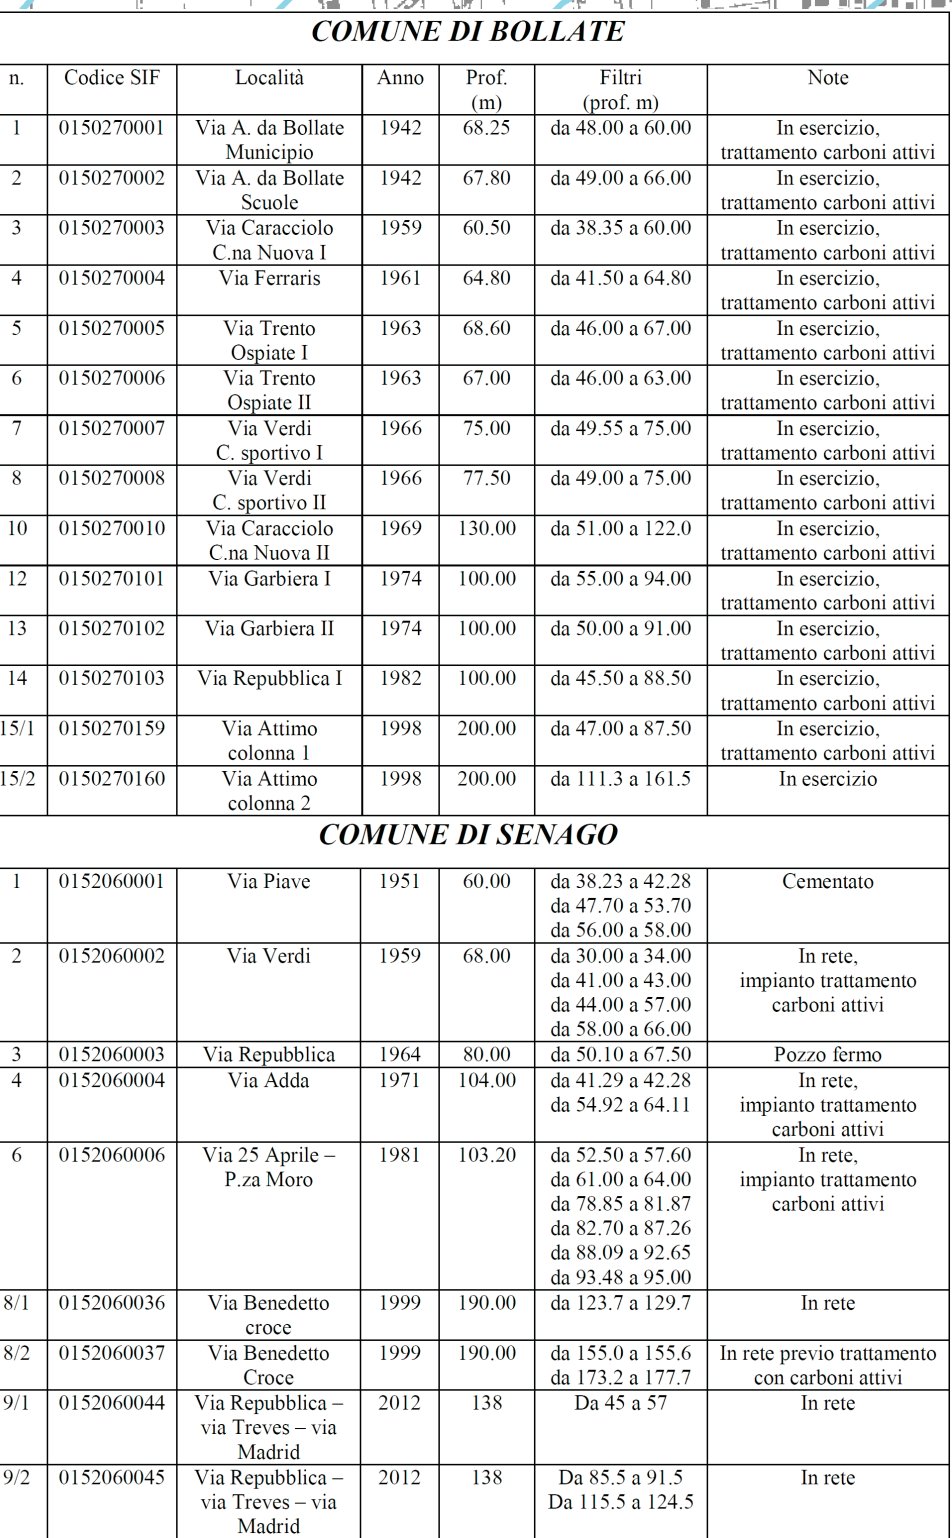 COMUNE DI BOLLATE
n. Codice SIF Località Anno Prof. (m) Filtri (prof. m) Note
1 0150270001 Via A. da Bollate Municipio 1942 68.25 da 48.00 a 60.00 In esercizio, trattamento carboni attivi
2 0150270002 Via A. da Bollate Scuole 1942 67.80 da 49.00 a 66.00 In esercizio, trattamento carboni attivi
3 0150270003 Via Caracciolo C.na Nuova I 1959 60.50 da 38.35 a 60.00 In esercizio, trattamento carboni attivi
4 0150270004 Via Ferraris 1961 64.80 da 41.50 a 64.80 In esercizio, trattamento carboni attivi
5 0150270005 Via Trento Ospiate I 1963 68.60 da 46.00 a 67.00 In esercizio, trattamento carboni attivi
6 0150270006 Via Trento Ospiate II 1963 67.00 da 46.00 a 63.00 In esercizio, trattamento carboni attivi
7 0150270007 Via Verdi C. sportivo I 1966 75.00 da 49.55 a 75.00 In esercizio, trattamento carboni attivi
8 0150270008 Via Verdi C. sportivo II 1966 77.50 da 49.00 a 75.00 In esercizio, trattamento carboni attivi
10 0150270010 Via Caracciolo C.na Nuova II 1969 130.00 da 51.00 a 122.0 In esercizio, trattamento carboni attivi
12 0150270101 Via Garbiera I 1974 100.00 da 55.00 a 94.00 In esercizio, trattamento carboni attivi
13 0150270102 Via Garbiera II 1974 100.00 da 50.00 a 91.00 In esercizio, trattamento carboni attivi
14 0150270103 Via Repubblica I 1982 100.00 da 45.50 a 88.50 In esercizio, trattamento carboni attivi
15/1 0150270159 Via Attimo colonna 1 1998 200.00 da 47.00 a 87.50 In esercizio, trattamento carboni attivi
15/2 0150270160 Via Attimo colonna 2 1998 200.00 da 111.3 a 161.5 In esercizio
COMUNE DI SENAGO
1 0152060001 Via Piave 1951 60.00 da 38.23 a 42.28 Cementato
da 47.70 a 53.70
da 56.00 a 58.00
2 0152060002 Via Verdi 1959 68.00 da 30.00 a 34.00 In rete,
da 41.00 a 43.00 impianto trattamento
da 44.00 a 57.00 carboni attivi
da 58.00 a 66.00
3 0152060003 Via Repubblica 1964 80.00 da 50.10 a 67.50 Pozzo fermo
4 0152060004 Via Adda 1971 104.00 da 41.29 a 42.28 In rete,
da 54.92 a 64.11 impianto trattamento
carboni attivi
6 0152060006 Via 25 Aprile – 1981 103.20 da 52.50 a 57.60 In rete,
P.za Moro da 61.00 a 64.00 impianto trattamento
da 78.85 a 81.87 carboni attivi
da 82.70 a 87.26
da 88.09 a 92.65
da 93.48 a 95.00
8/1 0152060036 Via Benedetto croce 1999 190.00 da 123.7 a 129.7 In rete
8/2 0152060037 Via Benedetto 1999 190.00 da 155.0 a 155.6 In rete previo trattamento
Croce da 173.2 a 177.7 con carboni attivi
9/1 0152060044 Via Repubblica – 2012 138 Da 45 a 57 In rete
via Treves – via
Madrid
9/2 0152060045 Via Repubblica – 2012 138 Da 85.5 a 91.5 In rete
via Treves – via Da 115.5 a 124.5
Madrid